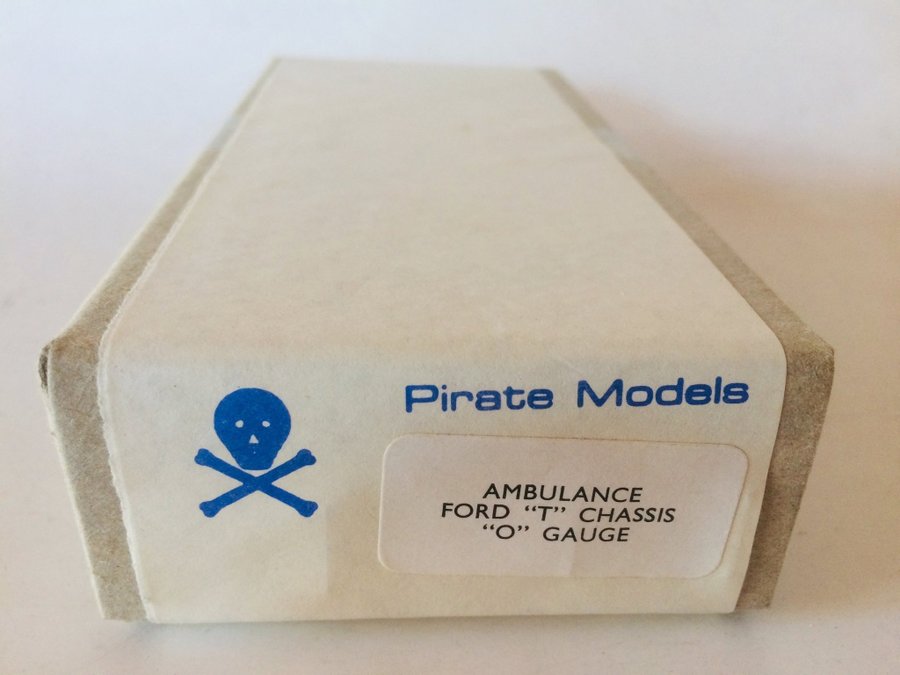 Pirate Models
AMBULANCE
FORD “T” CHASSIS
“O” GAUGE